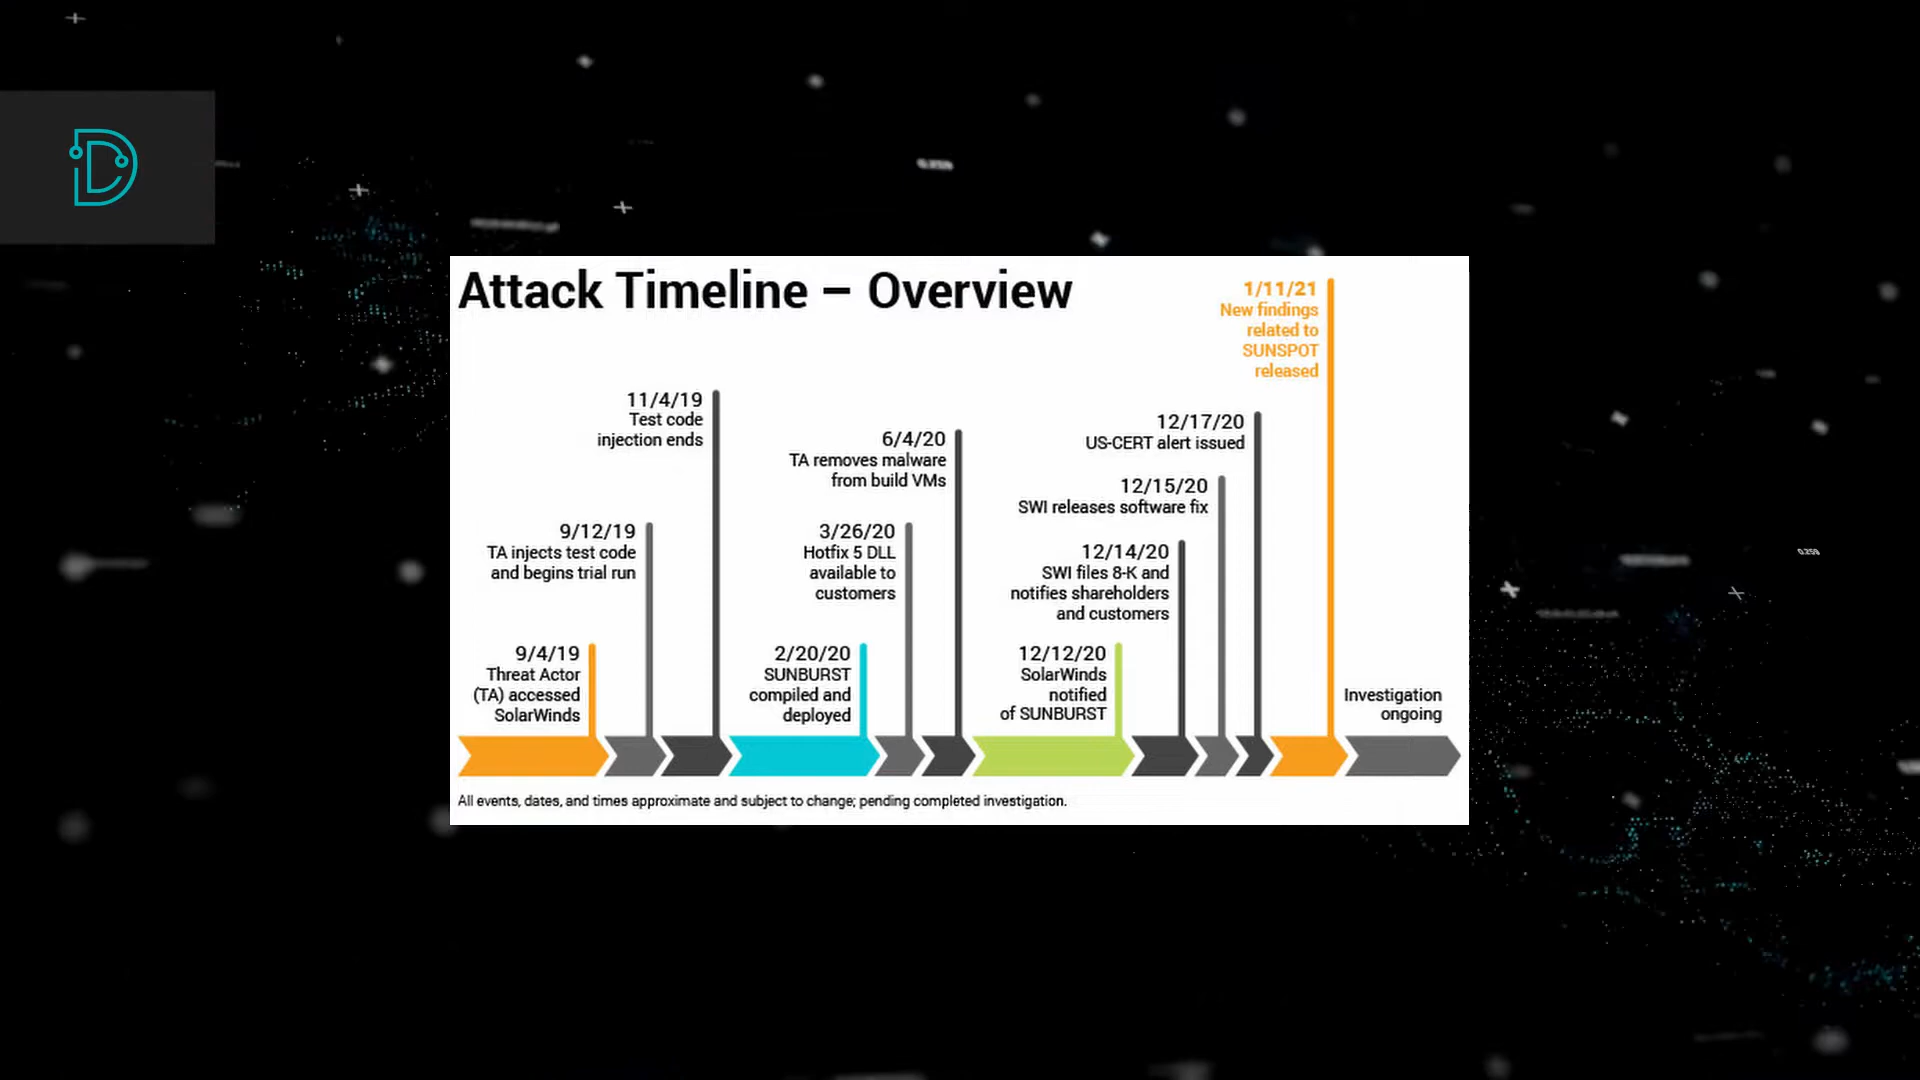 Attack Timeline – Overview
9/4/19
Threat Actor
(TA) accessed
SolarWinds
9/12/19
TA injects test code
and begins trial run
11/4/19
Test code
injection ends
2/20/20
SUNBURST
compiled and
deployed
3/26/20
Hotfix 5 DLL
available to
customers
6/4/20
TA removes malware
from build VMs
12/12/20
SolarWinds
notified
of SUNBURST
12/14/20
SWI files 8-K and
notifies shareholders
and customers
12/15/20
SWI releases software fix
12/17/20
US-CERT alert issued
1/11/21
New findings
related to
SUNSPOT
released
Investigation
ongoing
All events, dates, and times approximate and subject to change; pending completed investigation.